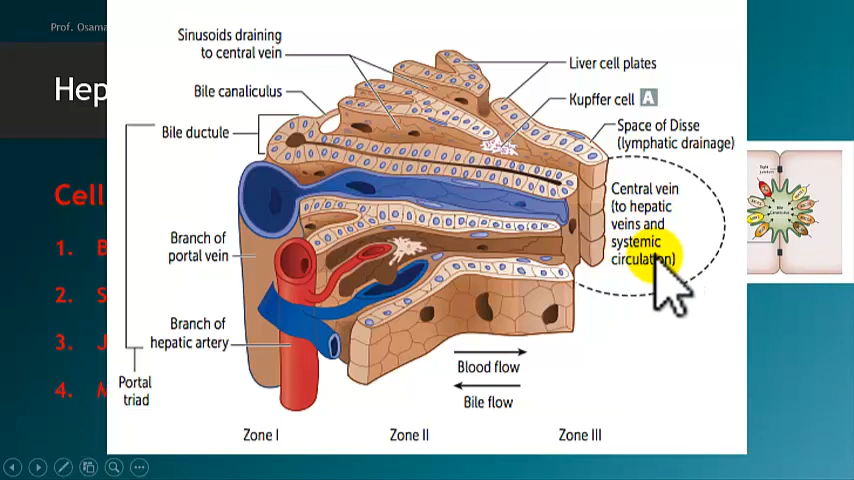 Prof. Osama
Hep
Cell
1. B
2. S
3. J
4. M
Sinusoids draining
to central vein
Bile canaliculus
Bile ductule
Branch of
portal vein
Branch of
hepatic artery
Portal
triad
Liver cell plates
Kupffer cell A
Space of Disse
(lymphatic drainage)
Central vein
(to hepatic
veins and
systemic
circulation)
Blood flow
Bile flow
Zone I
Zone II
Zone III